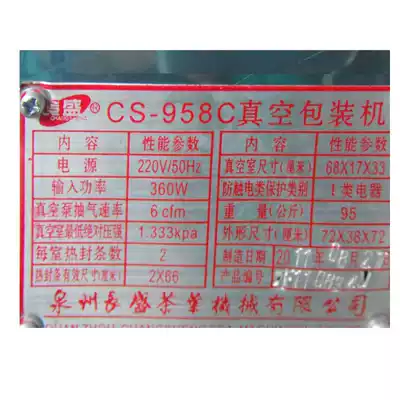 長盛® CS-958C真空包装机
内容 性能参数 内容 性能参数
电源 220V/50Hz 真空室尺寸(厘米) 68X17X33
输入功率 360W 防触电类保护类别 I类电器
真空泵抽气速率 6cfm 重量(公斤) 95
真空室最低绝对压强 1.333kpa 外形尺寸(厘米) 72X38X72
每室热封条数 2 制造日期
热封条有效尺寸(厘米) 2X66 产品编号
泉州長盛茶業機械有限公司